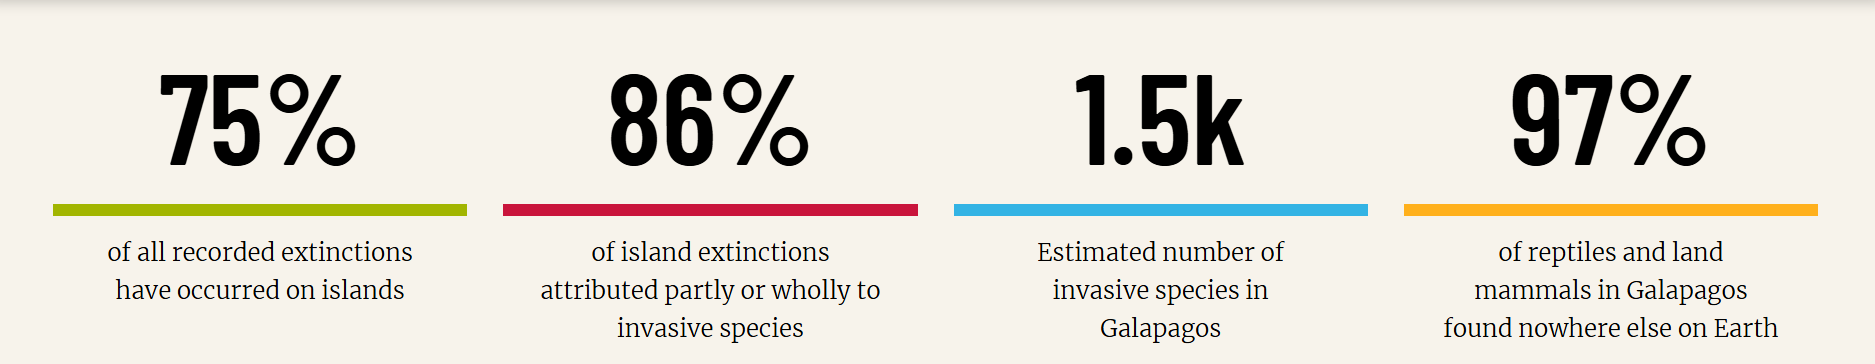 75%
of all recorded extinctions
have occurred on islands
86%
of island extinctions
attributed partly or wholly to
invasive species
1.5k
Estimated number of
invasive species in
Galapagos
97%
of reptiles and land
mammals in Galapagos
found nowhere else on Earth